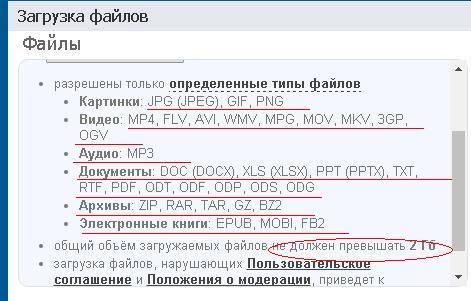 Загрузка файлов
Файлы
разрешены только определенные типы файлов
Картинки: JPG (JPEG), GIF, PNG
Видео: MP4, FLV, AVI, WMV, MPG, MOV, MKV, 3GP,
OGV
Аудио: MP3
Документы: DOC (DOCX), XLS (XLSX), PPT (PPTX), TXT,
RTF, PDF, ODT, ODF, ODP, ODS, ODG
Архивы: ZIP, RAR, TAR, GZ, BZ2
Электронные книги: EPUB, MOBI, FB2
общий объём загружаемых файлов не должен превышать 2 Гб
загрузка файлов, нарушающих Пользовательское
соглашение и Положения о модерации, приведет к